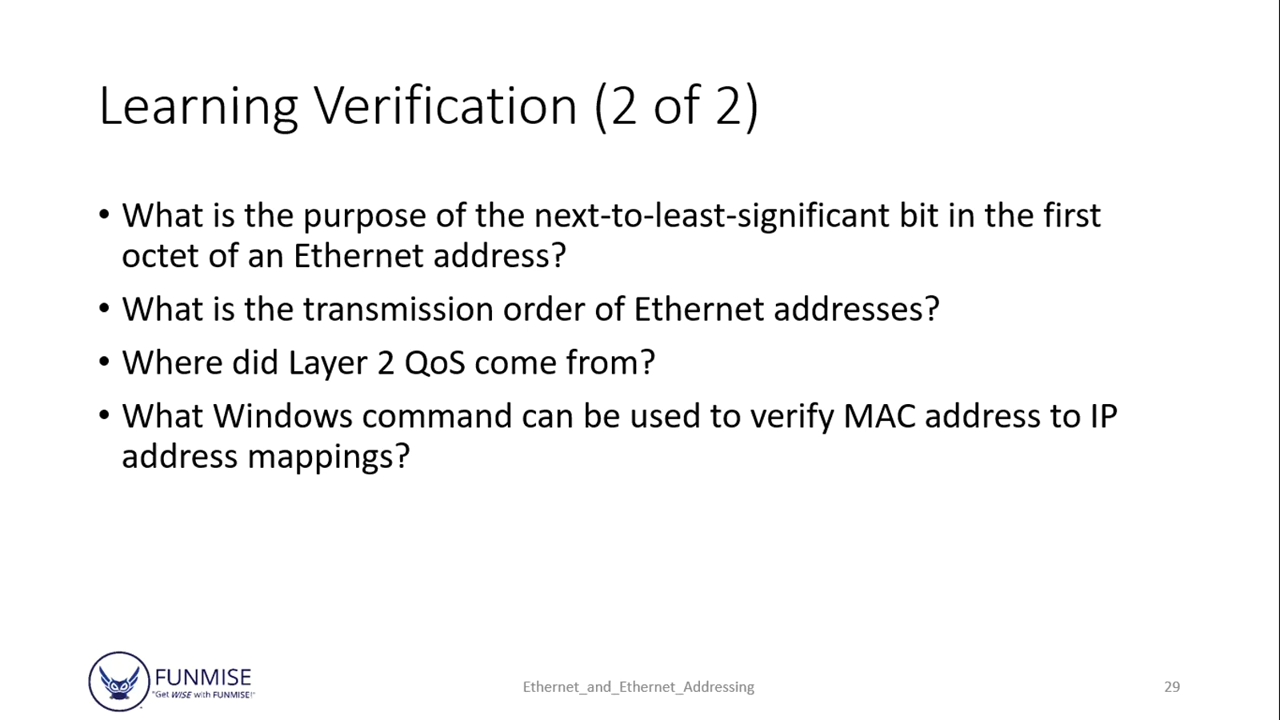 Learning Verification (2 of 2)
• What is the purpose of the next-to-least-significant bit in the first
octet of an Ethernet address?
• What is the transmission order of Ethernet addresses?
• Where did Layer 2 QoS come from?
• What Windows command can be used to verify MAC address to IP
address mappings?
FUNMISE
"Get WISE with FUNMISE!"
Ethernet_and_Ethernet_Addressing
29